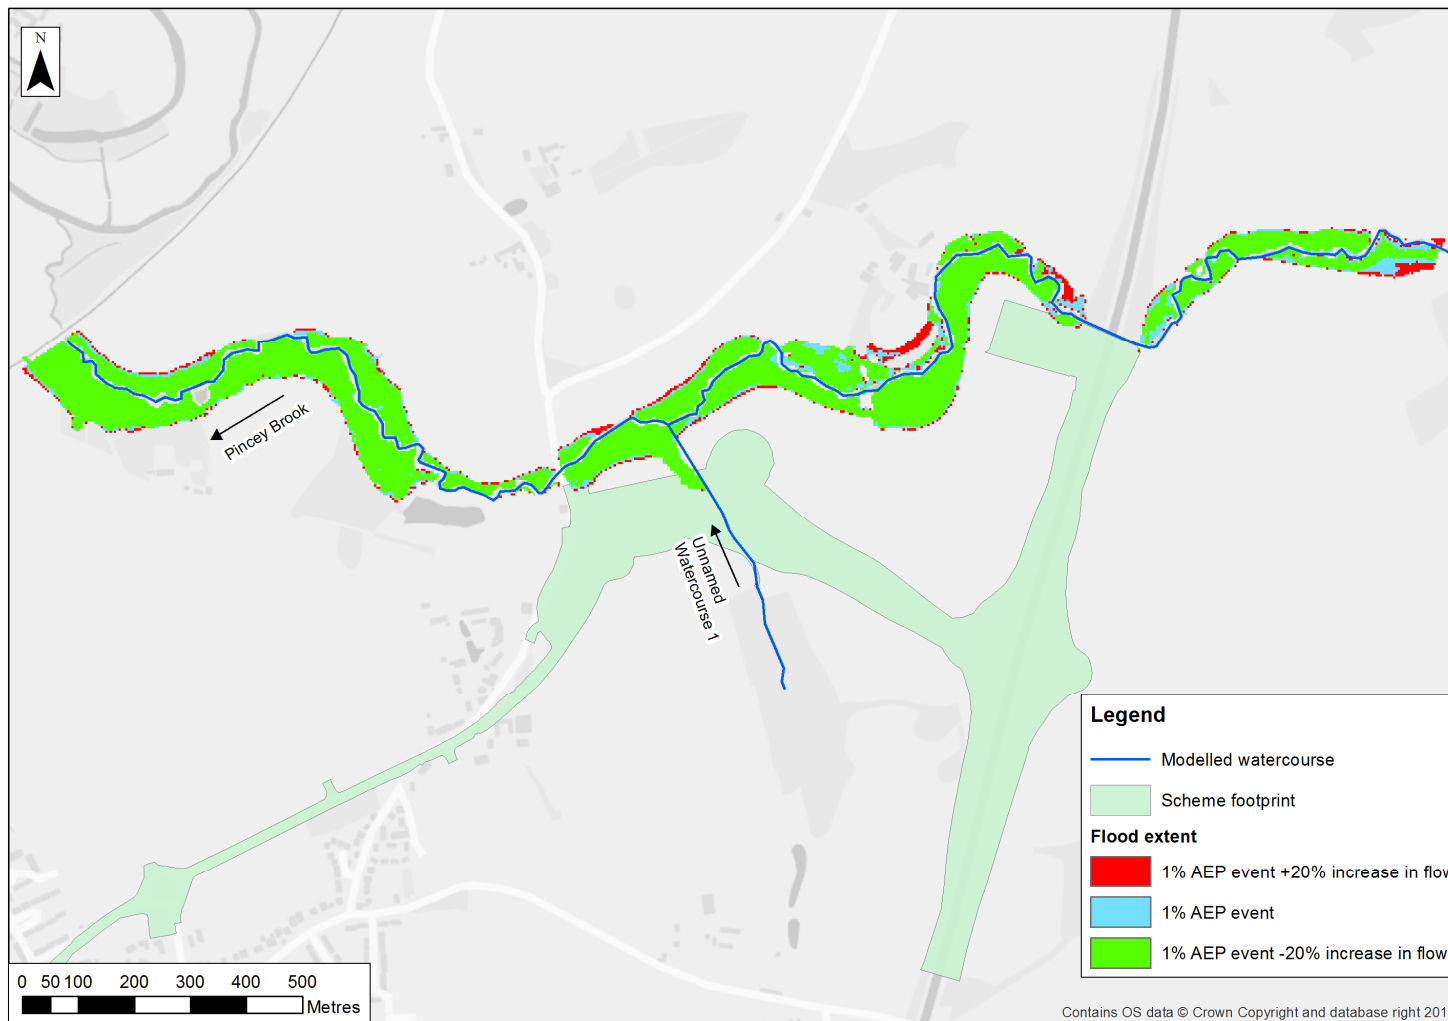 N
Pincey Brook
Unnamed
Watercourse 1
Legend
Modelled watercourse
Scheme footprint
Flood extent
1% AEP event +20% increase in flow
1% AEP event
1% AEP event -20% increase in flow
0 50 100 200 300 400 500
Metres
Contains OS data © Crown Copyright and database right 201